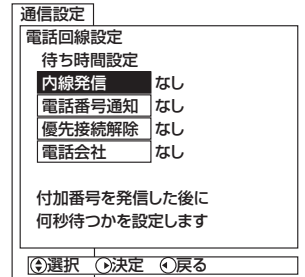 通信設定
電話回線設定
待ち時間設定
内線発信 なし
電話番号通知 なし
優先接続解除 なし
電話会社 なし
付加番号を発信した後に
何秒待つかを設定します
選択 決定 戻る